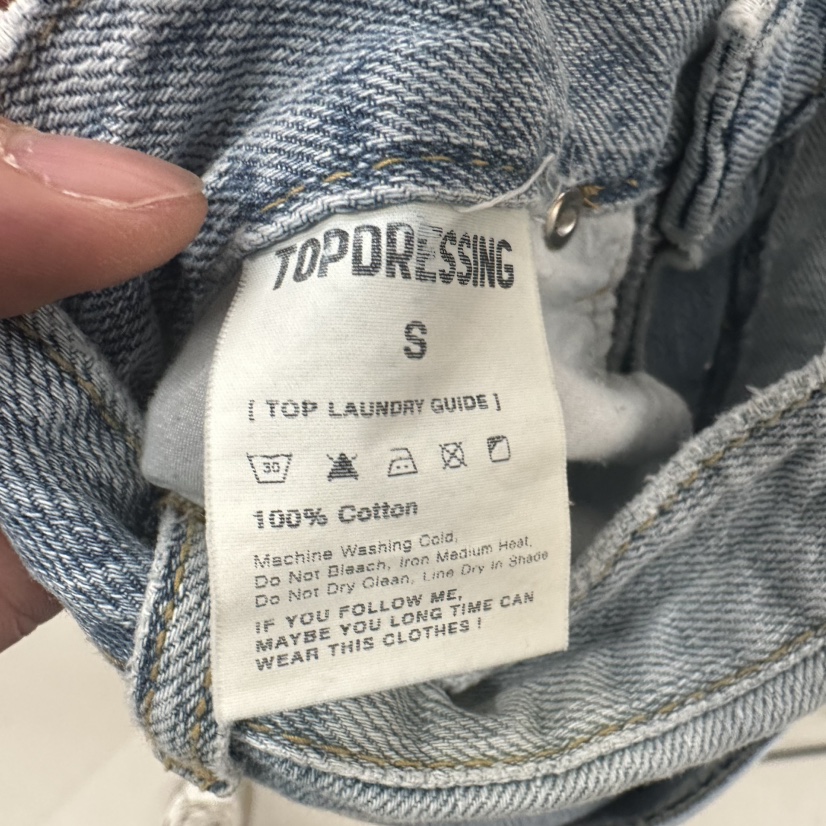 TOPDRESSING
S
[ TOP LAUNDRY GUIDE ]
30
100% Cotton
Machine Washing Cold,
Do Not Bleach, Iron Medium Heat,
Do Not Dry Clean, Line Dry in Shade
IF YOU FOLLOW ME,
MAYBE YOU LONG TIME CAN
WEAR THIS CLOTHES !